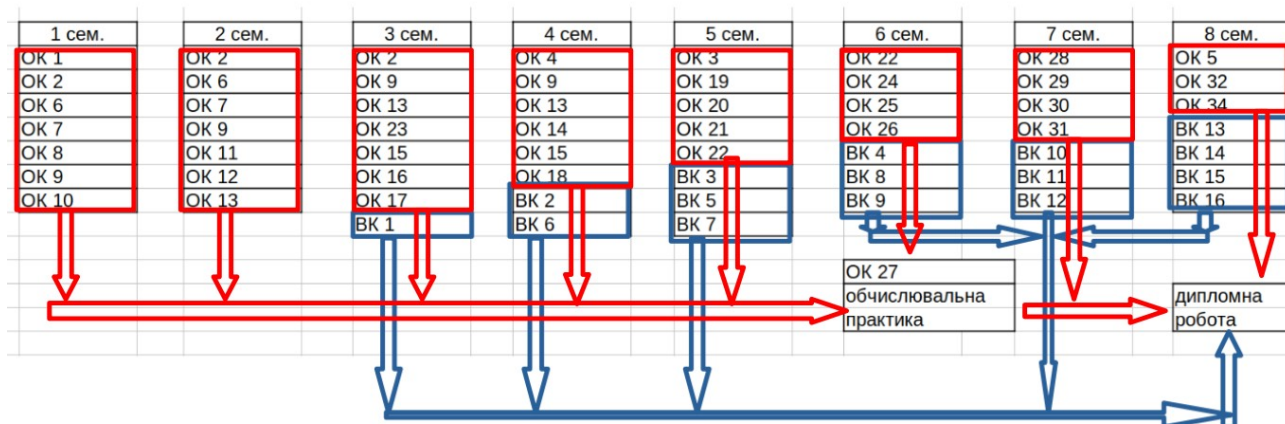 1 сем.
ОК 1
ОК 2
ОК 6
ОК 7
ОК 8
ОК 9
ОК 10
2 сем.
ОК 2
ОК 6
ОК 7
ОК 9
ОК 11
ОК 12
ОК 13
3 сем.
ОК 2
ОК 9
ОК 13
ОК 23
ОК 15
ОК 16
ОК 17
ВК 1
4 сем.
ОК 4
ОК 9
ОК 13
ОК 14
ОК 15
ОК 18
ВК 2
ВК 6
5 сем.
ОК 3
ОК 19
ОК 20
ОК 21
ОК 22
ВК 3
ВК 5
ВК 7
6 сем.
ОК 22
ОК 24
ОК 25
ОК 26
ВК 4
ВК 8
ВК 9
ОК 27
обчислювальна
практика
7 сем.
ОК 28
ОК 29
ОК 30
ОК 31
ВК 10
ВК 11
ВК 12
8 сем.
ОК 5
ОК 32
ОК 34
ВК 13
ВК 14
ВК 15
ВК 16
дипломна
робота